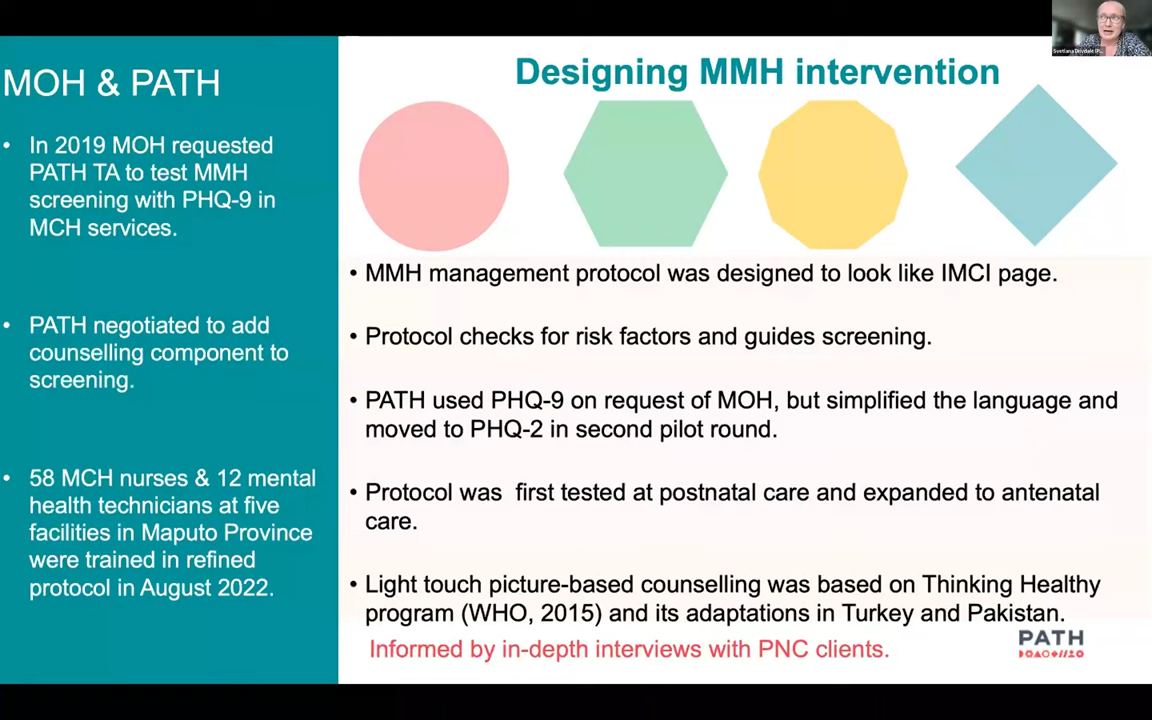 MOH & PATH
• In 2019 MOH requested
PATH TA to test MMH
screening with PHQ-9 in
MCH services.
• PATH negotiated to add
counselling component to
screening.
• 58 MCH nurses & 12 mental
health technicians at five
facilities in Maputo Province
were trained in refined
protocol in August 2022.
Designing MMH intervention
• MMH management protocol was designed to look like IMCI page.
• Protocol checks for risk factors and guides screening.
• PATH used PHQ-9 on request of MOH, but simplified the language and
moved to PHQ-2 in second pilot round.
• Protocol was first tested at postnatal care and expanded to antenatal
care.
• Light touch picture-based counselling was based on Thinking Healthy
program (WHO, 2015) and its adaptations in Turkey and Pakistan.
Informed by in-depth interviews with PNC clients.
PATH
Svetlana